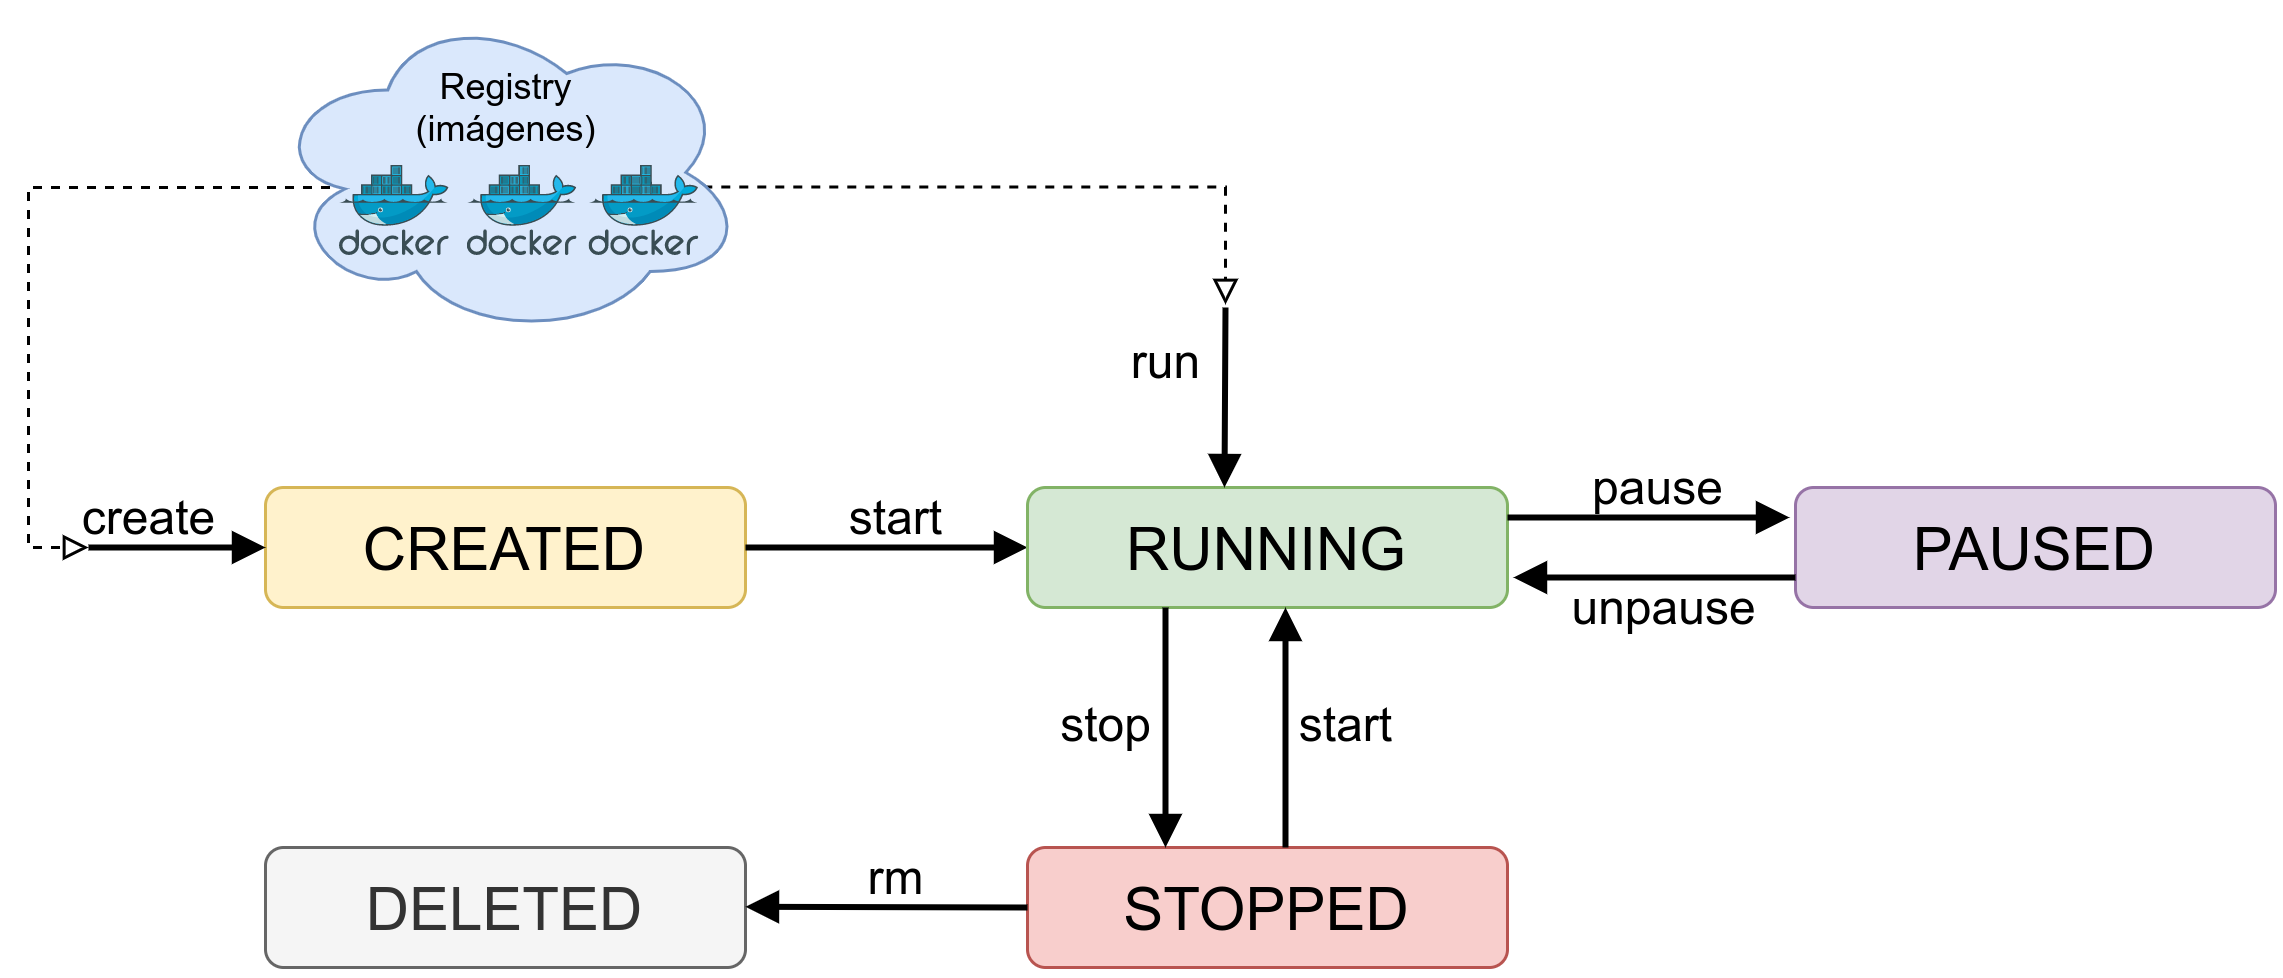 Registry
(imágenes)
docker docker docker
run
create
CREATED
start
RUNNING
pause
unpause
PAUSED
stop
start
DELETED
rm
STOPPED